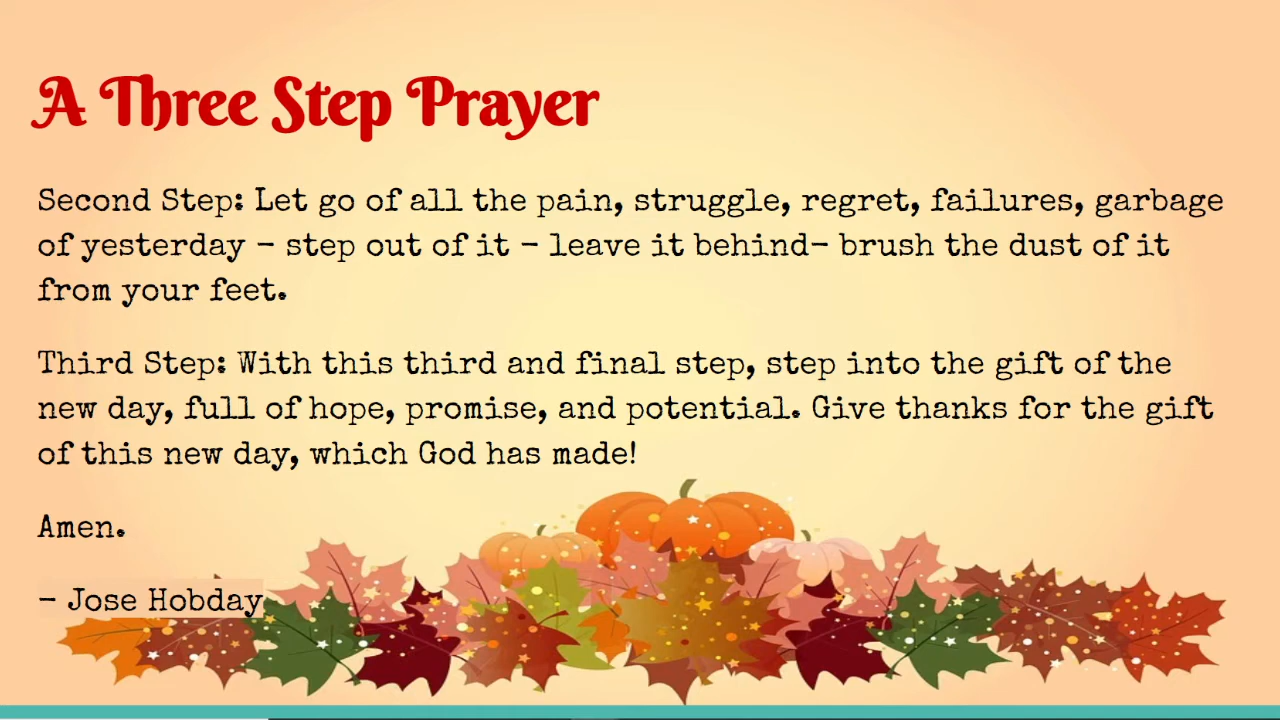 A Three Step Prayer
Second Step: Let go of all the pain, struggle, regret, failures, garbage
of yesterday - step out of it - leave it behind- brush the dust of it
from your feet.
Third Step: With this third and final step, step into the gift of the
new day, full of hope, promise, and potential. Give thanks for the gift
of this new day, which God has made!
Amen.
- Jose Hobday